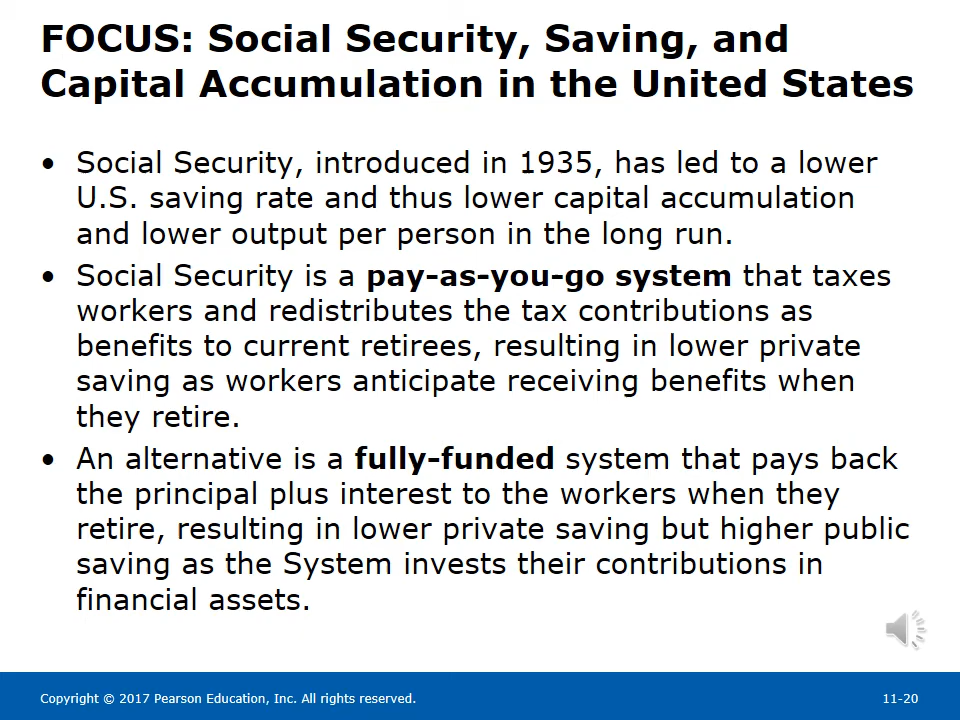 FOCUS: Social Security, Saving, and
Capital Accumulation in the United States
• Social Security, introduced in 1935, has led to a lower
U.S. saving rate and thus lower capital accumulation
and lower output per person in the long run.
• Social Security is a pay-as-you-go system that taxes
workers and redistributes the tax contributions as
benefits to current retirees, resulting in lower private
saving as workers anticipate receiving benefits when
they retire.
• An alternative is a fully-funded system that pays back
the principal plus interest to the workers when they
retire, resulting in lower private saving but higher public
saving as the System invests their contributions in
financial assets.
Copyright © 2017 Pearson Education, Inc. All rights reserved.
11-20